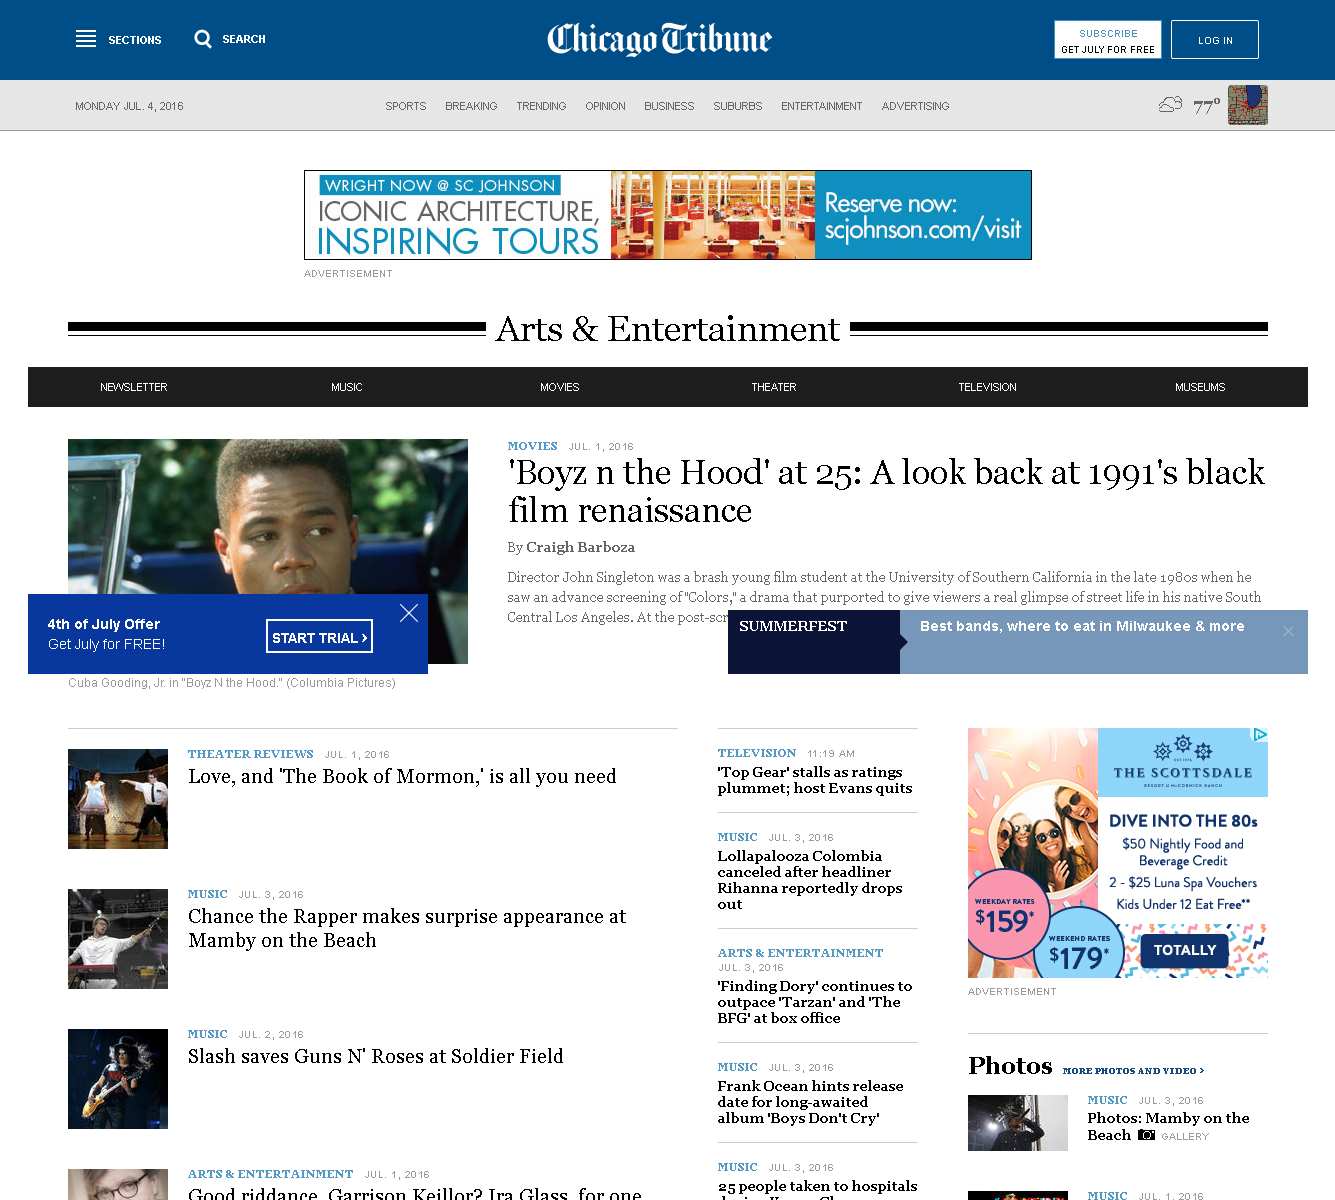 SECTIONS
SEARCH
Chicago Tribune
SUBSCRIBE
GET JULY FOR FREE
LOG IN
MONDAY JUL. 4, 2016
SPORTS BREAKING TRENDING OPINION BUSINESS SUBURBS ENTERTAINMENT ADVERTISING
77°
WRIGHT NOW @ SC JOHNSON
ICONIC ARCHITECTURE,
INSPIRING TOURS
Reserve now:
scjohnson.com/visit
ADVERTISEMENT
Arts & Entertainment
NEWSLETTER MUSIC MOVIES THEATER TELEVISION MUSEUMS
MOVIES JUL. 1, 2016
'Boyz n the Hood' at 25: A look back at 1991's black
film renaissance
By Craigh Barboza
Director John Singleton was a brash young film student at the University of Southern California in the late 1980s when he
saw an advance screening of "Colors," a drama that purported to give viewers a real glimpse of street life in his native South
Central Los Angeles. At the post-scr
4th of July Offer
Get July for FREE!
START TRIAL ›
SUMMERFEST
Best bands, where to eat in Milwaukee & more
Cuba Gooding, Jr. in "Boyz N the Hood." (Columbia Pictures)
THEATER REVIEWS JUL. 1, 2016
Love, and 'The Book of Mormon,' is all you need
MUSIC JUL. 3, 2016
Chance the Rapper makes surprise appearance at
Mamby on the Beach
MUSIC JUL. 2, 2016
Slash saves Guns N' Roses at Soldier Field
ARTS & ENTERTAINMENT JUL. 1, 2016
Good riddance, Garrison Keillor? Ira Glass, for one,
TELEVISION 11:19 AM
'Top Gear' stalls as ratings
plummet; host Evans quits
MUSIC JUL. 3, 2016
Lollapalooza Colombia
canceled after headliner
Rihanna reportedly drops
out
ARTS & ENTERTAINMENT
JUL. 3, 2016
'Finding Dory' continues to
outpace 'Tarzan' and 'The
BFG' at box office
MUSIC JUL. 3, 2016
Frank Ocean hints release
date for long-awaited
album 'Boys Don't Cry'
MUSIC JUL. 3, 2016
25 people taken to hospitals
THE SCOTTSDALE
RESORT at McCORMICK RANCH
DIVE INTO THE 80s
$50 Nightly Food and
Beverage Credit
2 - $25 Luna Spa Vouchers
Kids Under 12 Eat Free**
WEEKDAY RATES
$159*
WEEKEND RATES
$179*
TOTALLY
ADVERTISEMENT
Photos MORE PHOTOS AND VIDEO ›
MUSIC JUL. 3, 2016
Photos: Mamby on the
Beach GALLERY
MUSIC JUL. 1, 2016